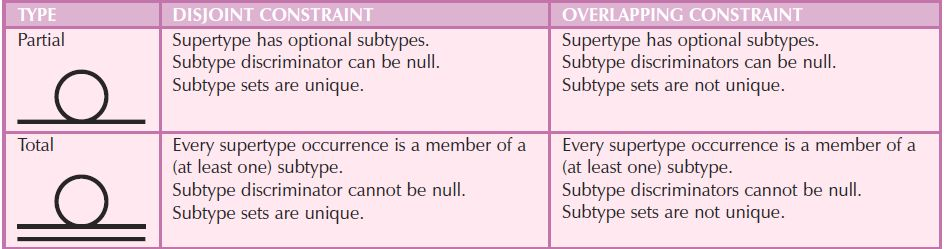 TYPE DISJOINT CONSTRAINT OVERLAPPING CONSTRAINT
Partial
Supertype has optional subtypes.
Subtype discriminator can be null.
Subtype sets are unique.
Supertype has optional subtypes.
Subtype discriminators can be null.
Subtype sets are not unique.
Total
Every supertype occurrence is a member of a
(at least one) subtype.
Subtype discriminator cannot be null.
Subtype sets are unique.
Every supertype occurrence is a member of a
(at least one) subtype.
Subtype discriminators cannot be null.
Subtype sets are not unique.